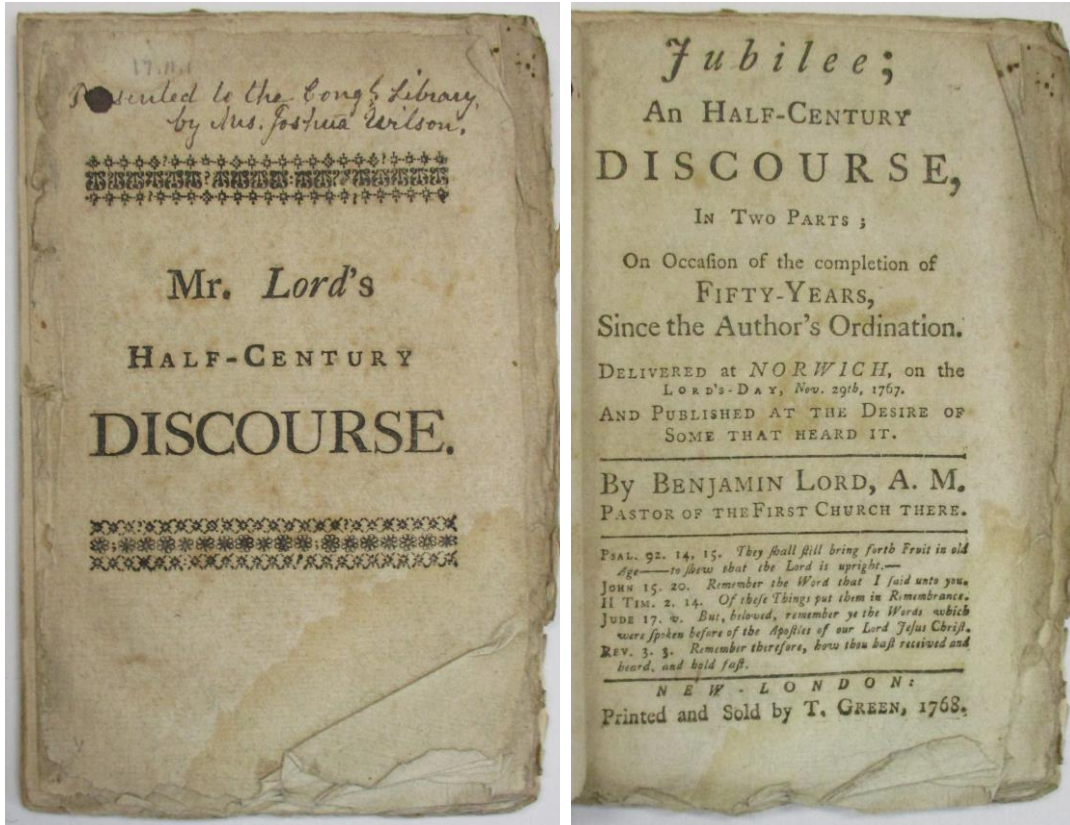 17.11.1
Presented to the Congl. Library,
by Mrs. Joshua Wilson.
Mr. Lord's
HALF-CENTURY
DISCOURSE.
Jubilee;
An HALF-CENTURY
DISCOURSE,
IN TWO PARTS;
On Occaſion of the completion of
FIFTY-YEARS,
Since the Author's Ordination.
DELIVERED at NORWICH, on the
LORD'S-DAY, Nov. 29th, 1767.
AND PUBLISHED AT THE DESIRE OF
SOME THAT HEARD IT.
By BENJAMIN LORD, A. M.
PASTOR OF THE FIRST CHURCH THERE.
PSAL. 92. 14, 15. They ſhall ſtill bring forth Fruit in old
Age——to ſhew that the Lord is upright.—
JOHN 15. 20. Remember the Word that I ſaid unto you.
II TIM. 2. 14. Of theſe Things put them in Remembrance.
JUDE 17. v. But, beloved, remember ye the Words which
were ſpoken before of the Apoſtles of our Lord Jeſus Chriſt.
REV. 3. 3. Remember therefore, how thou haſt received and
heard, and hold faſt.
NEW-LONDON:
Printed and Sold by T. GREEN, 1768.